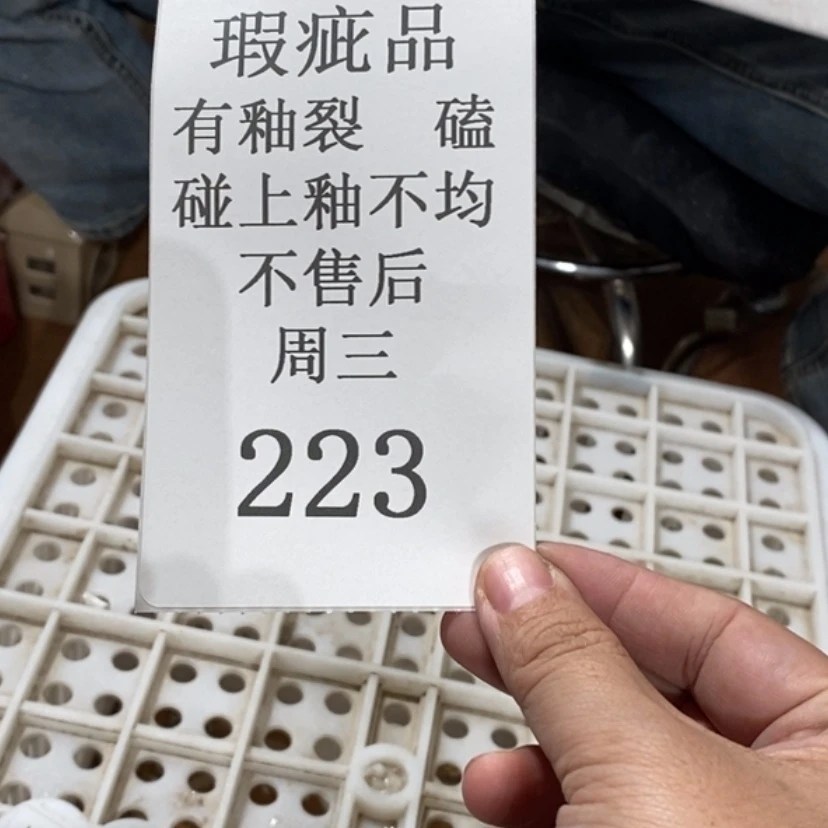 瑕疵品
有釉裂 磕
碰上釉不均
不售后
周三
223